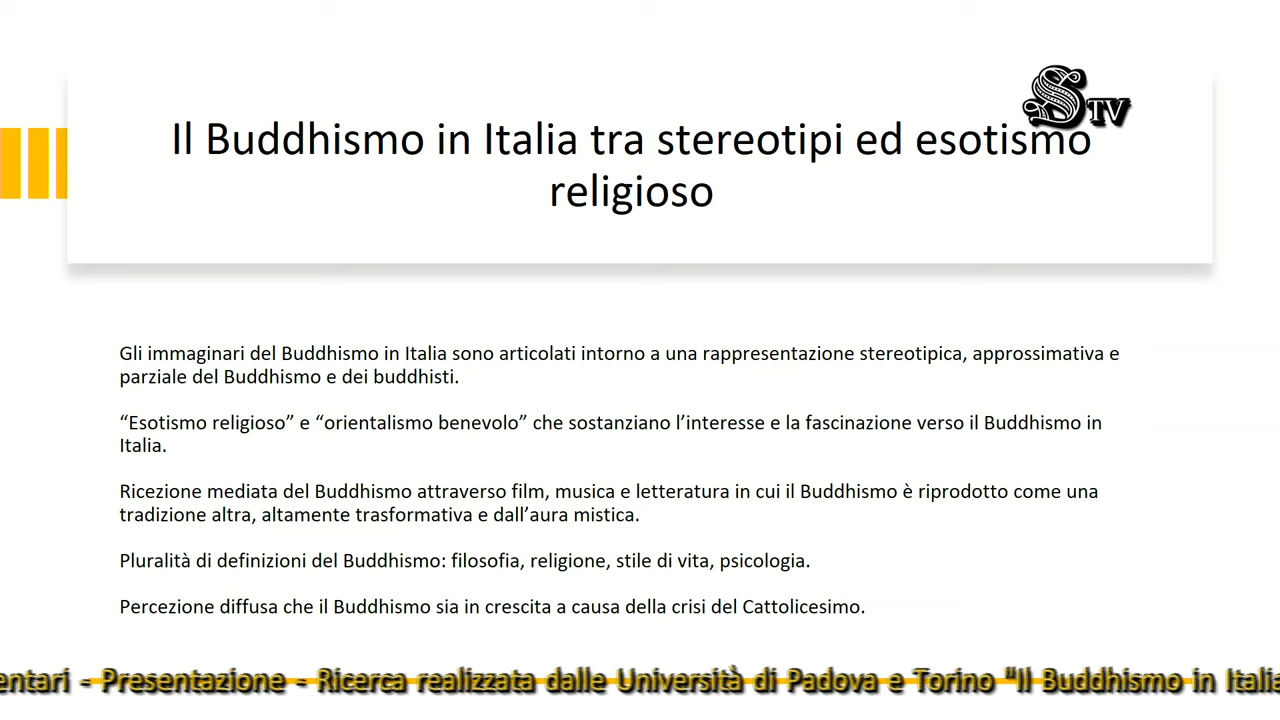 S TV
Il Buddhismo in Italia tra stereotipi ed esotismo
religioso
Gli immaginari del Buddhismo in Italia sono articolati intorno a una rappresentazione stereotipica, approssimativa e
parziale del Buddhismo e dei buddhisti.
“Esotismo religioso” e “orientalismo benevolo” che sostanziano l’interesse e la fascinazione verso il Buddhismo in
Italia.
Ricezione mediata del Buddhismo attraverso film, musica e letteratura in cui il Buddhismo è riprodotto come una
tradizione altra, altamente trasformativa e dall’aura mistica.
Pluralità di definizioni del Buddhismo: filosofia, religione, stile di vita, psicologia.
Percezione diffusa che il Buddhismo sia in crescita a causa della crisi del Cattolicesimo.
entari - Presentazione - Ricerca realizzata dalle Università di Padova e Torino "Il Buddhismo in Italia